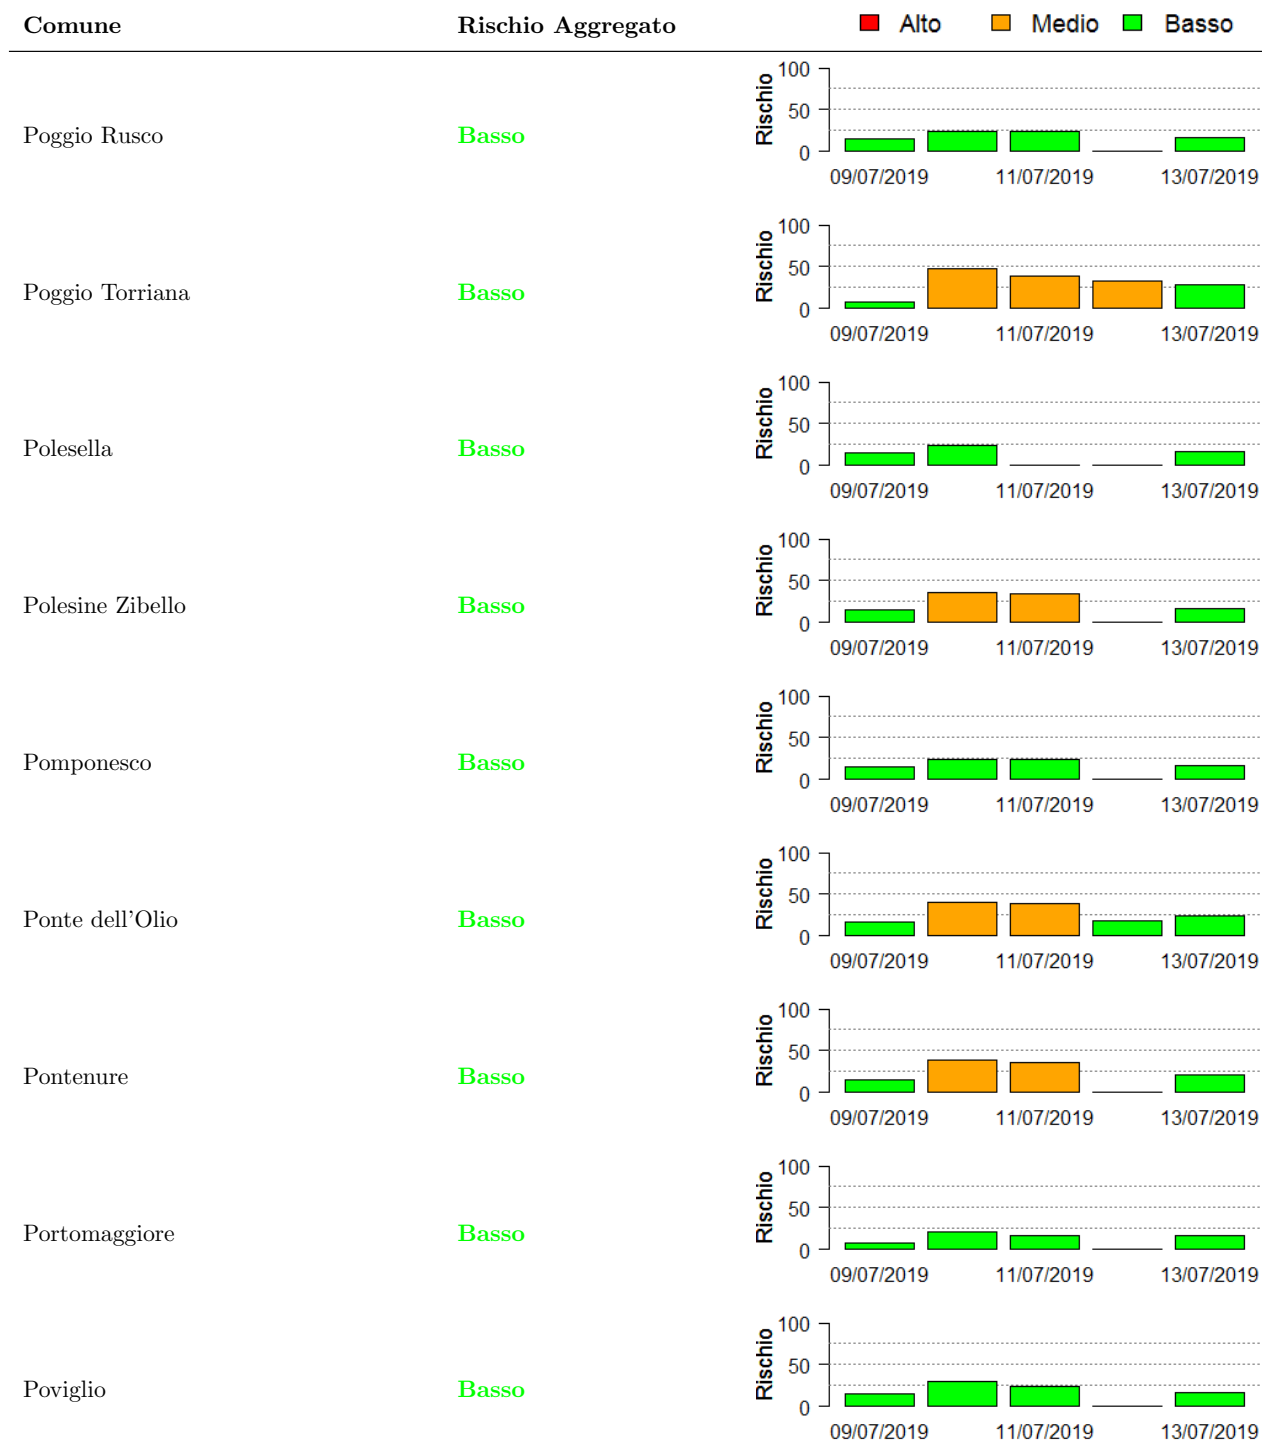 Comune Rischio Aggregato Alto Medio Basso
Poggio Rusco Basso Rischio 100 50 0
09/07/2019 11/07/2019 13/07/2019
Poggio Torriana Basso Rischio 100 50 0
09/07/2019 11/07/2019 13/07/2019
Polesella Basso Rischio 100 50 0
09/07/2019 11/07/2019 13/07/2019
Polesine Zibello Basso Rischio 100 50 0
09/07/2019 11/07/2019 13/07/2019
Pomponesco Basso Rischio 100 50 0
09/07/2019 11/07/2019 13/07/2019
Ponte dell'Olio Basso Rischio 100 50 0
09/07/2019 11/07/2019 13/07/2019
Pontenure Basso Rischio 100 50 0
09/07/2019 11/07/2019 13/07/2019
Portomaggiore Basso Rischio 100 50 0
09/07/2019 11/07/2019 13/07/2019
Poviglio Basso Rischio 100 50 0
09/07/2019 11/07/2019 13/07/2019